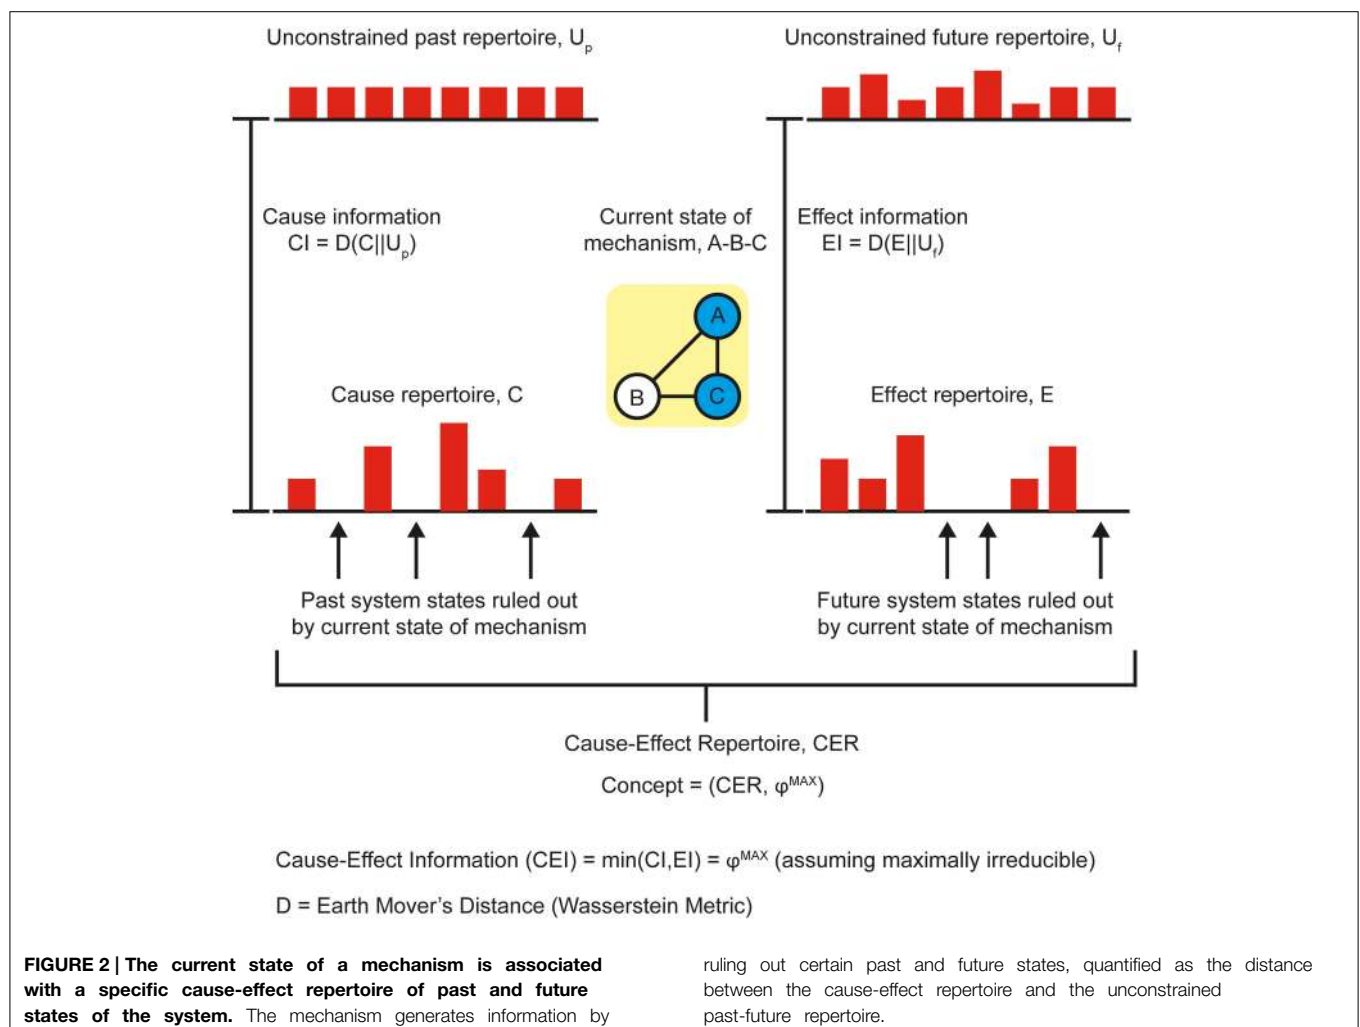 Unconstrained past repertoire, Uₚ
Unconstrained future repertoire, U_f
Cause information
CI = D(C||Uₚ)
Current state of
mechanism, A-B-C
Effect information
EI = D(E||U_f)
A
B
C
Cause repertoire, C
Effect repertoire, E
Past system states ruled out
by current state of mechanism
Future system states ruled out
by current state of mechanism
Cause-Effect Repertoire, CER
Concept = (CER, φᴹᴬˣ)
Cause-Effect Information (CEI) = min(CI,EI) = φᴹᴬˣ (assuming maximally irreducible)
D = Earth Mover's Distance (Wasserstein Metric)
FIGURE 2 | The current state of a mechanism is associated
with a specific cause-effect repertoire of past and future
states of the system. The mechanism generates information by
ruling out certain past and future states, quantified as the distance
between the cause-effect repertoire and the unconstrained
past-future repertoire.